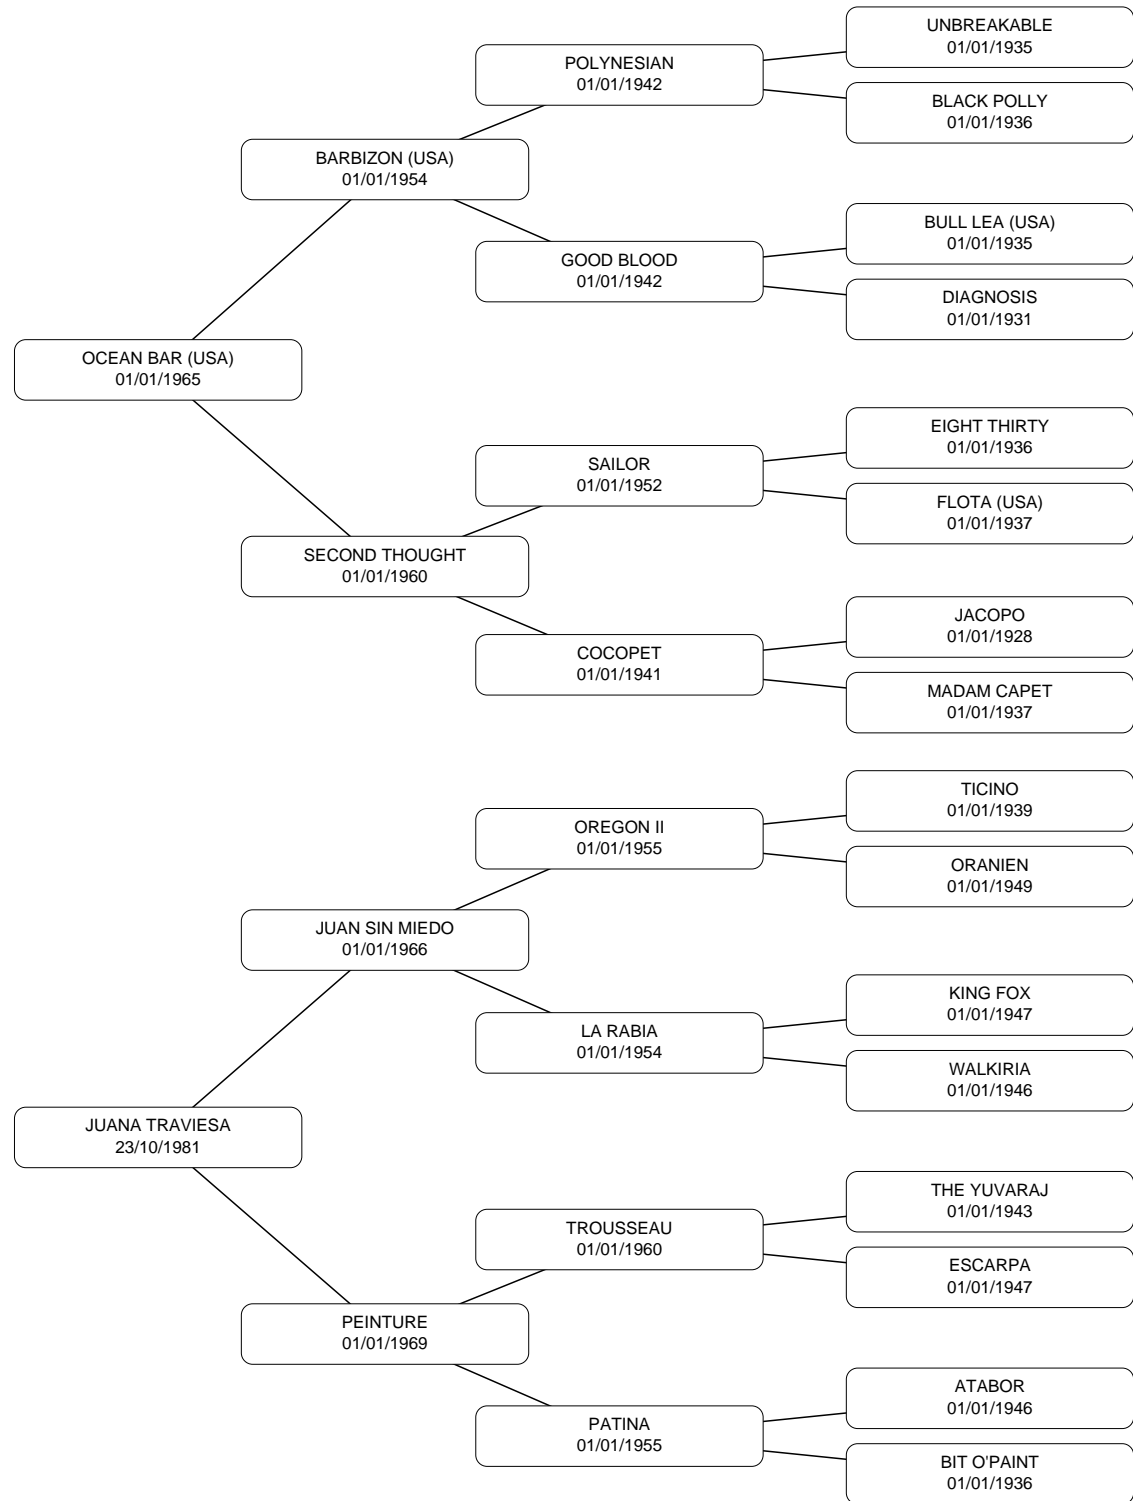 UNBREAKABLE
01/01/1935
POLYNESIAN
01/01/1942
BLACK POLLY
01/01/1936
BARBIZON (USA)
01/01/1954
BULL LEA (USA)
01/01/1935
GOOD BLOOD
01/01/1942
DIAGNOSIS
01/01/1931
OCEAN BAR (USA)
01/01/1965
EIGHT THIRTY
01/01/1936
SAILOR
01/01/1952
FLOTA (USA)
01/01/1937
SECOND THOUGHT
01/01/1960
JACOPO
01/01/1928
COCOPET
01/01/1941
MADAM CAPET
01/01/1937
TICINO
01/01/1939
OREGON II
01/01/1955
ORANIEN
01/01/1949
JUAN SIN MIEDO
01/01/1966
KING FOX
01/01/1947
LA RABIA
01/01/1954
WALKIRIA
01/01/1946
JUANA TRAVIESA
23/10/1981
THE YUVARAJ
01/01/1943
TROUSSEAU
01/01/1960
ESCARPA
01/01/1947
PEINTURE
01/01/1969
ATABOR
01/01/1946
PATINA
01/01/1955
BIT O'PAINT
01/01/1936